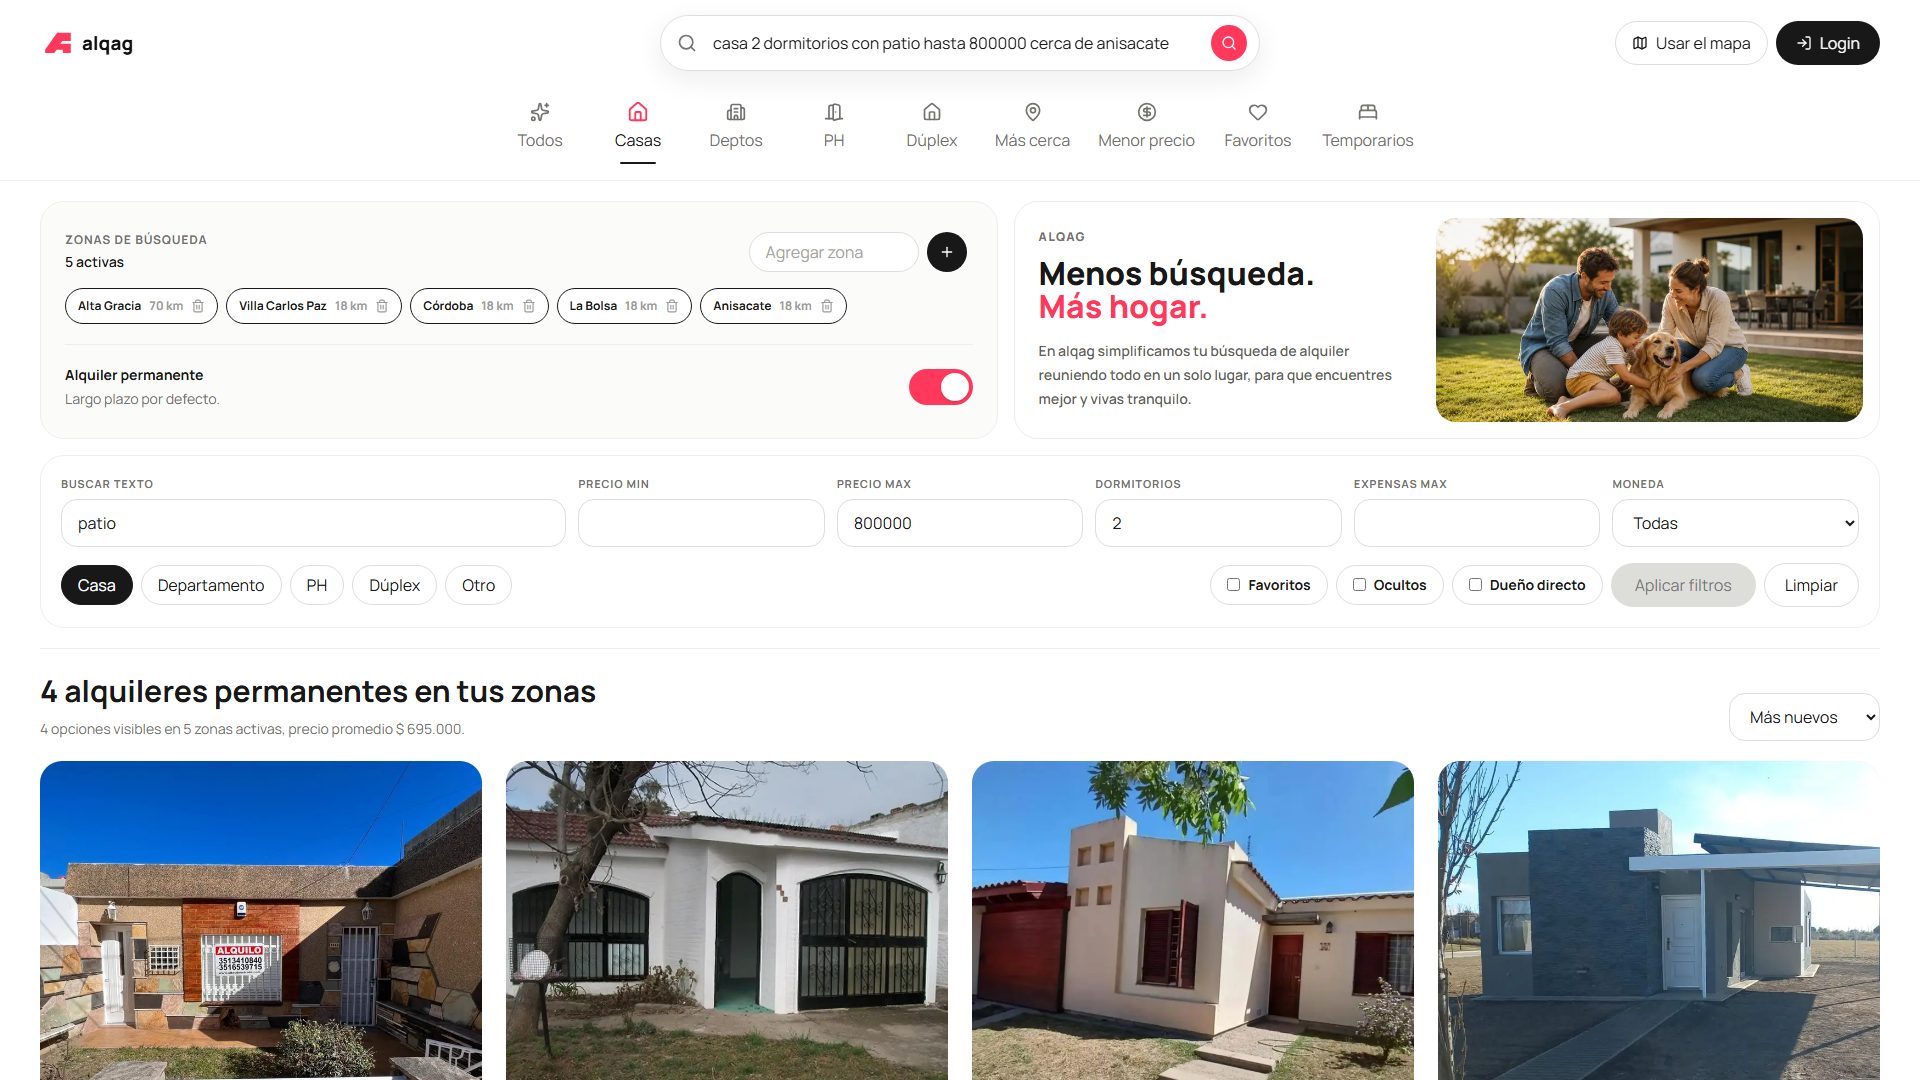 alqag
casa 2 dormitorios con patio hasta 800000 cerca de anisacate
Usar el mapa
Login
Todos
Casas
Deptos
PH
Dúplex
Más cerca
Menor precio
Favoritos
Temporarios
ZONAS DE BÚSQUEDA
5 activas
Agregar zona
Alta Gracia 70 km
Villa Carlos Paz 18 km
Córdoba 18 km
La Bolsa 18 km
Anisacate 18 km
Alquiler permanente
Largo plazo por defecto.
ALQAG
Menos búsqueda.
Más hogar.
En alqag simplificamos tu búsqueda de alquiler
reuniendo todo en un solo lugar, para que encuentres
mejor y vivas tranquilo.
BUSCAR TEXTO
patio
PRECIO MIN
PRECIO MAX
800000
DORMITORIOS
2
EXPENSAS MAX
MONEDA
Todas
Casa
Departamento
PH
Dúplex
Otro
Favoritos
Ocultos
Dueño directo
Aplicar filtros
Limpiar
4 alquileres permanentes en tus zonas
4 opciones visibles en 5 zonas activas, precio promedio $ 695.000.
Más nuevos
ALQUILO
3513410840
3516539715